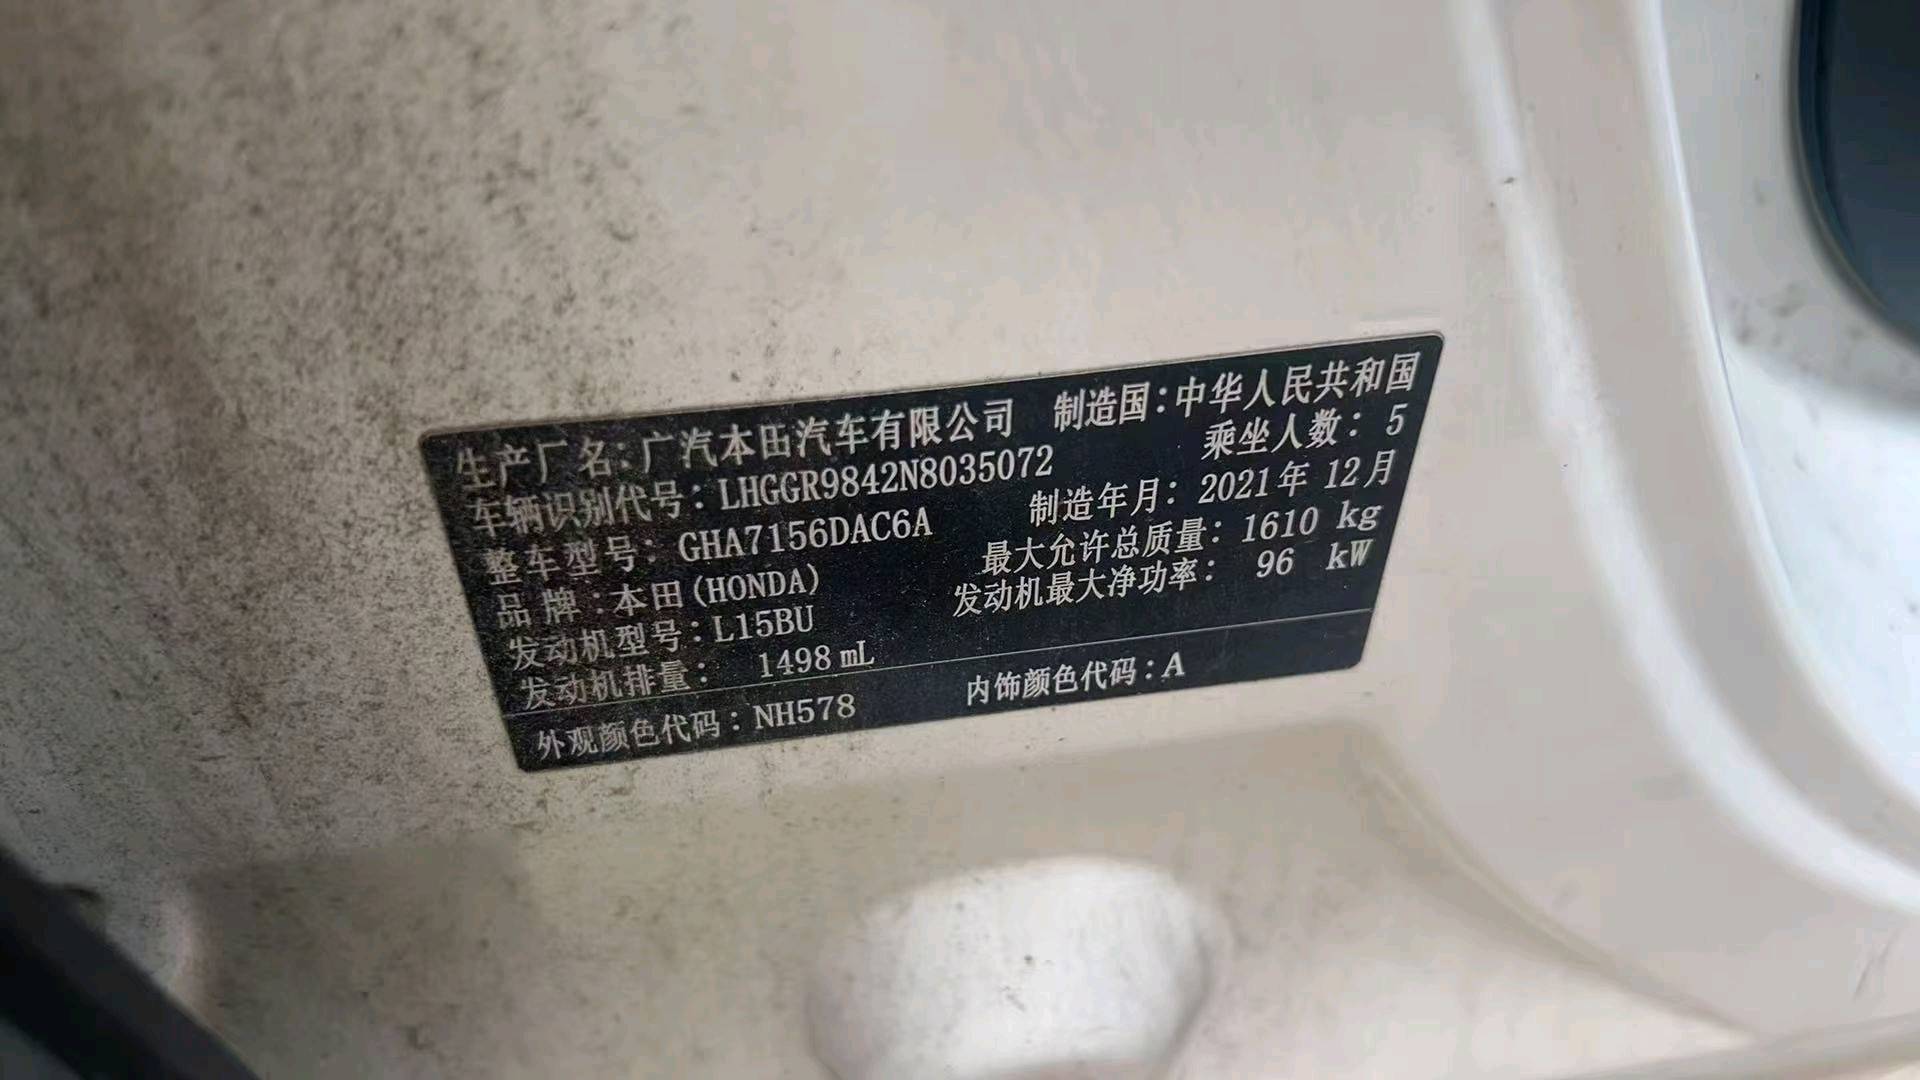 生产厂名：广汽本田汽车有限公司 制造国：中华人民共和国
车辆识别代号：LHGGR9842N8035072 乘坐人数：5
整车型号：GHA7156DAC6A 制造年月：2021年12月
品牌：本田(HONDA) 最大允许总质量：1610 kg
发动机型号：L15BU 发动机最大净功率：96 kW
发动机排量：1498 mL
外观颜色代码：NH578 内饰颜色代码：A